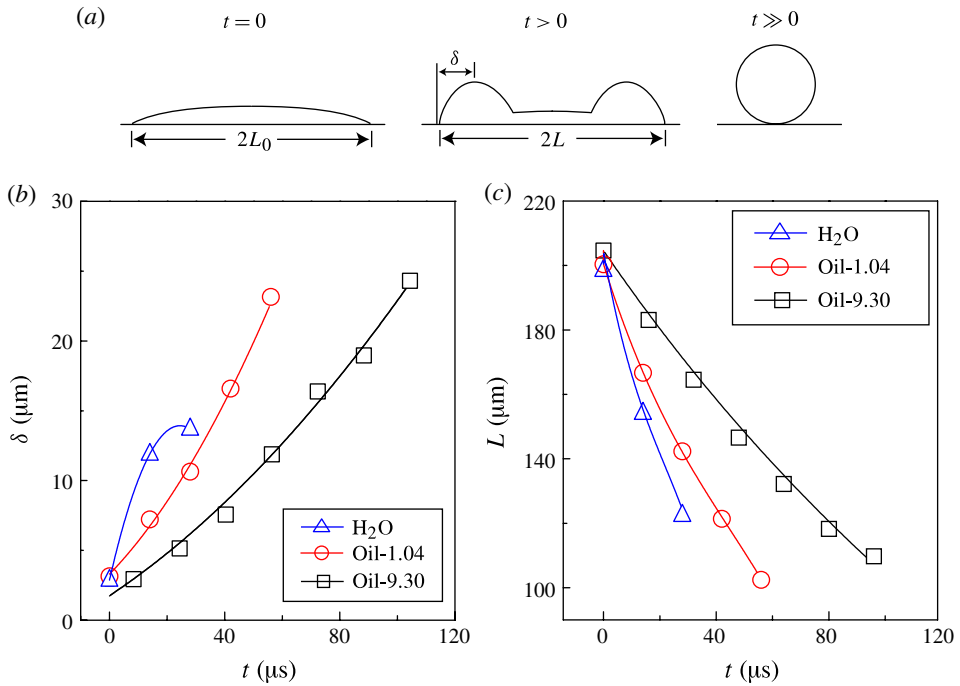 (a)
t = 0
t > 0
t ≫ 0
δ
2L₀
2L
(b)
30
20
10
0
δ (μm)
0
40
80
120
t (μs)
H₂O
Oil-1.04
Oil-9.30
(c)
220
180
140
100
L (μm)
0
40
80
120
t (μs)
H₂O
Oil-1.04
Oil-9.30